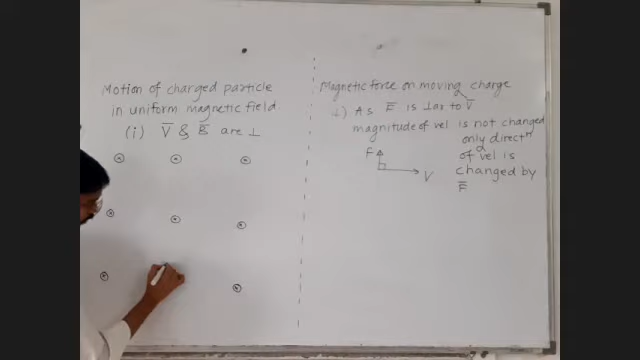 Motion of charged particle
in uniform magnetic field
(i) V̅ & B̅ are ⊥
Magnetic force on moving charge
1) As F̅ is ⊥ar to V̅
magnitude of vel is not changed
only directⁿ
of vel is
changed by
F̅
F
V